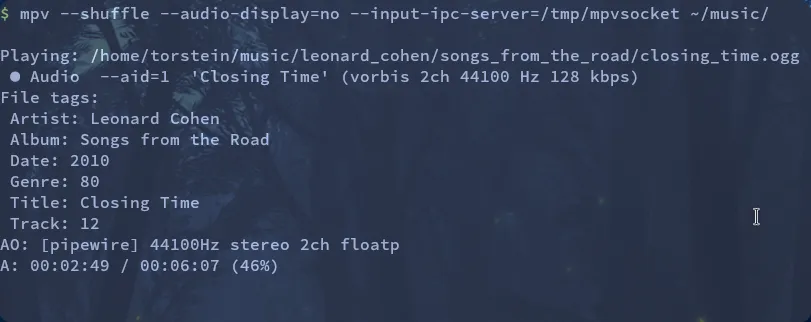 $ mpv --shuffle --audio-display=no --input-ipc-server=/tmp/mpvsocket ~/music/
Playing: /home/torstein/music/leonard_cohen/songs_from_the_road/closing_time.ogg
● Audio --aid=1 'Closing Time' (vorbis 2ch 44100 Hz 128 kbps)
File tags:
Artist: Leonard Cohen
Album: Songs from the Road
Date: 2010
Genre: 80
Title: Closing Time
Track: 12
AO: [pipewire] 44100Hz stereo 2ch floatp
A: 00:02:49 / 00:06:07 (46%)